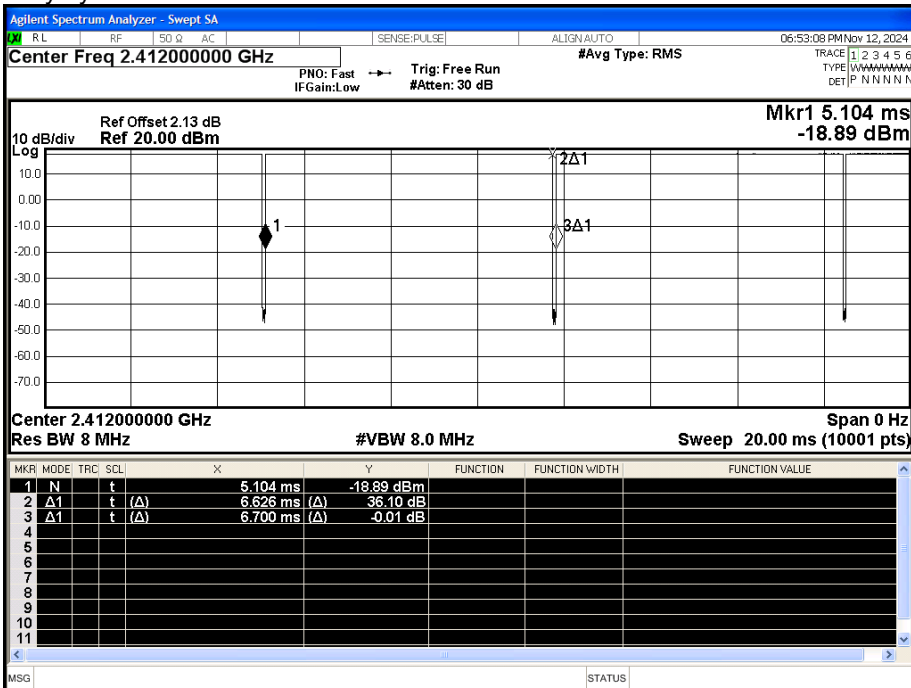 Agilent Spectrum Analyzer - Swept SA
LXI RL RF 50 Ω AC SENSE:PULSE ALIGN AUTO 06:53:08 PM Nov 12, 2024
Center Freq 2.412000000 GHz #Avg Type: RMS TRACE 1 2 3 4 5 6
PNO: Fast Trig: Free Run TYPE WWWWWW
IFGain:Low #Atten: 30 dB DET P N N N N N
Mkr1 5.104 ms
Ref Offset 2.13 dB
-18.89 dBm
10 dB/div Ref 20.00 dBm
Log
2Δ1
10.0
0.00
-10.0
1
3Δ1
-20.0
-30.0
-40.0
-50.0
-60.0
-70.0
Center 2.412000000 GHz Span 0 Hz
Res BW 8 MHz #VBW 8.0 MHz Sweep 20.00 ms (10001 pts)
MKR MODE TRC SCL X Y FUNCTION FUNCTION WIDTH FUNCTION VALUE
1 N t 5.104 ms -18.89 dBm
2 Δ1 t (Δ) 6.626 ms (Δ) 36.10 dB
3 Δ1 t (Δ) 6.700 ms (Δ) -0.01 dB
4
5
6
7
8
9
10
11
MSG STATUS